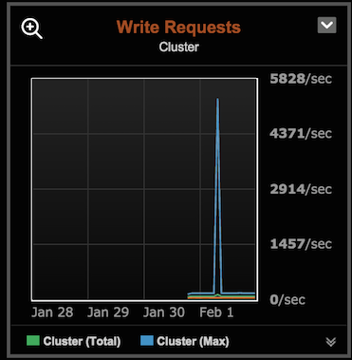 Write Requests
Cluster
5828/sec
4371/sec
2914/sec
1457/sec
0/sec
Jan 28 Jan 29 Jan 30 Feb 1
Cluster (Total) Cluster (Max)